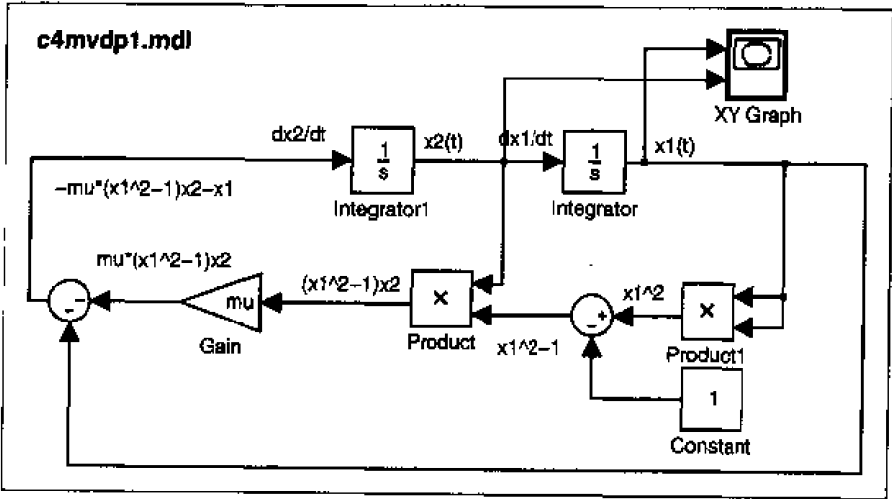 c4mvdp1.mdl
XY Graph
dx2/dt
1
s
x2(t)
dx1/dt
1
s
x1(t)
Integrator1
Integrator
-mu*(x1^2-1)x2-x1
mu*(x1^2-1)x2
mu
Gain
(x1^2-1)x2
×
Product
x1^2-1
x1^2
×
Product1
1
Constant